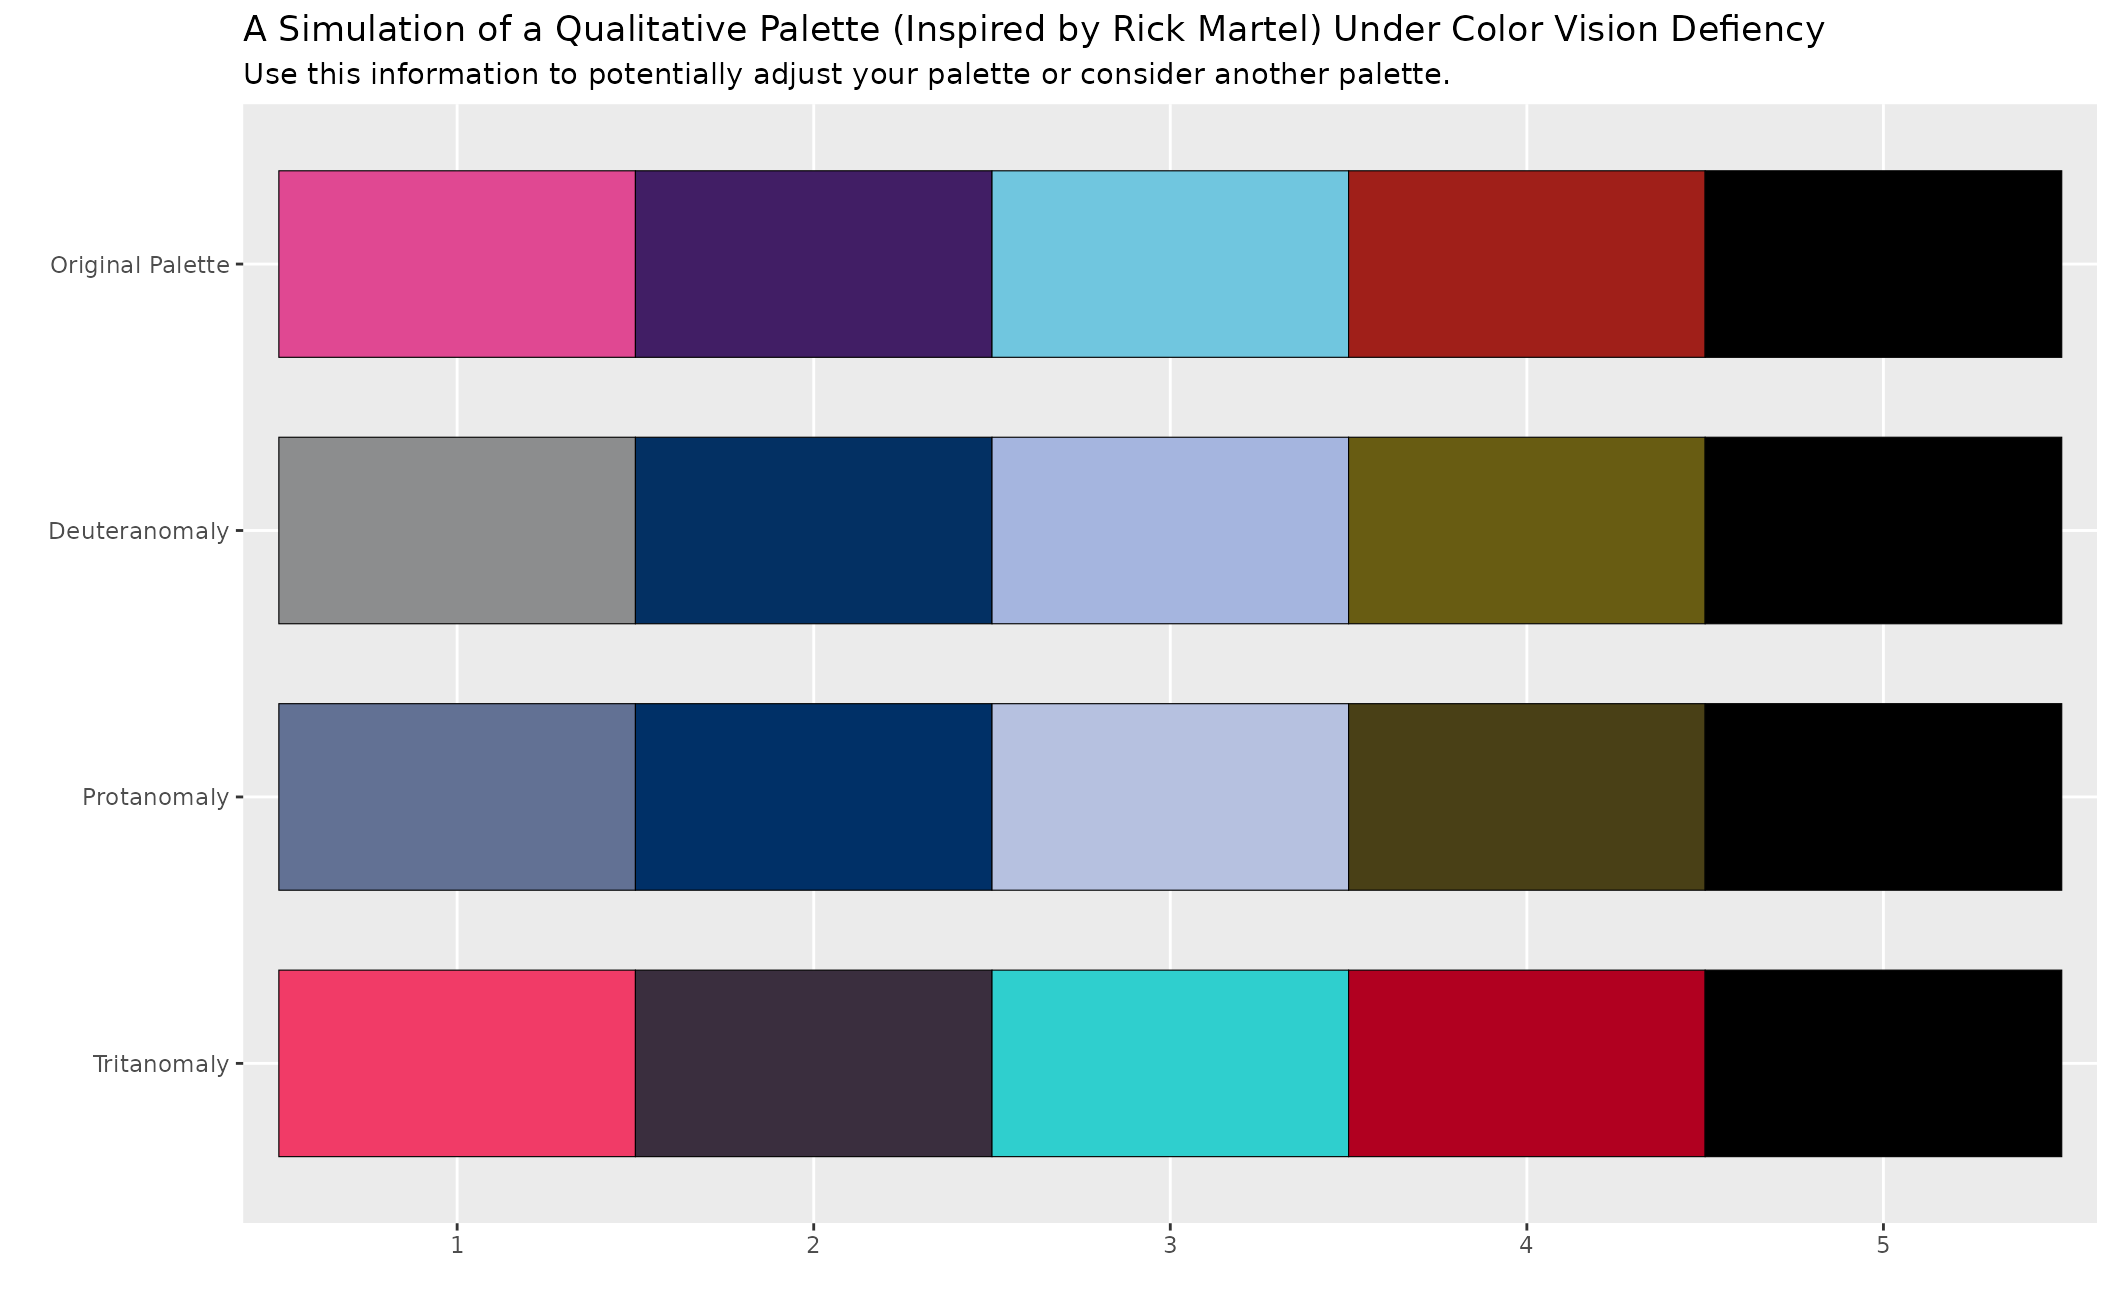 A Simulation of a Qualitative Palette (Inspired by Rick Martel) Under Color Vision Defiency
Use this information to potentially adjust your palette or consider another palette.
Original Palette
Deuteranomaly
Protanomaly
Tritanomaly
1 2 3 4 5